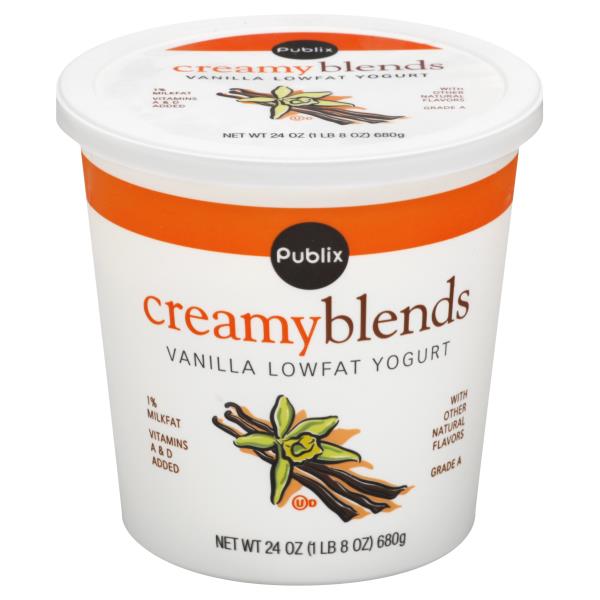 Publix
creamyblends
VANILLA LOWFAT YOGURT
1%
MILKFAT
VITAMINS
A & D
ADDED
WITH
OTHER
NATURAL
FLAVORS
GRADE A
UD
NET WT 24 OZ (1 LB 8 OZ) 680g
Publix
creamyblends
VANILLA LOWFAT YOGURT
1%
MILKFAT
VITAMINS
A & D
ADDED
WITH
OTHER
NATURAL
FLAVORS
GRADE A
UD
NET WT 24 OZ (1 LB 8 OZ) 680g